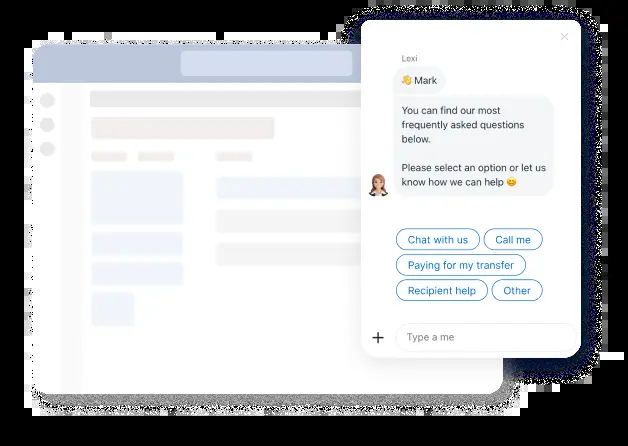 Lexi
👋 Mark
You can find our most
frequently asked questions
below.
Please select an option or let us
know how we can help 😊
Chat with us
Call me
Paying for my transfer
Recipient help
Other
Type a me